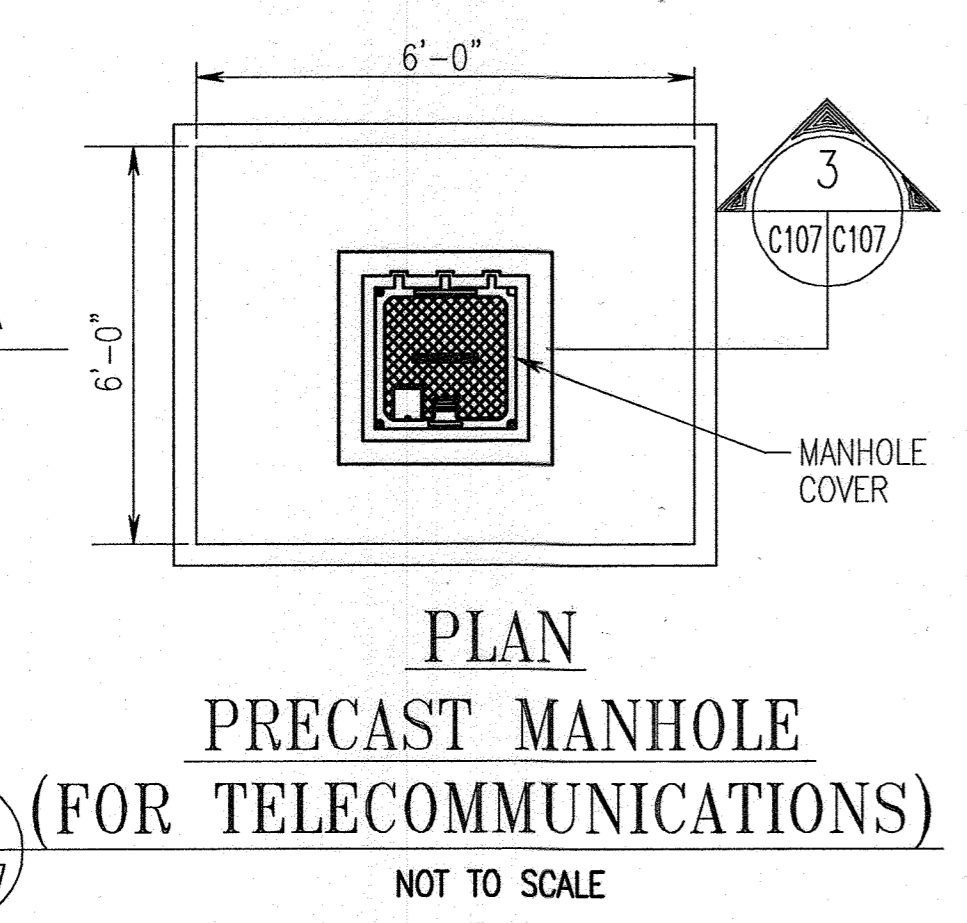 6'-0"
3
C107 C107
6'-0"
MANHOLE
COVER
PLAN
PRECAST MANHOLE
(FOR TELECOMMUNICATIONS)
NOT TO SCALE